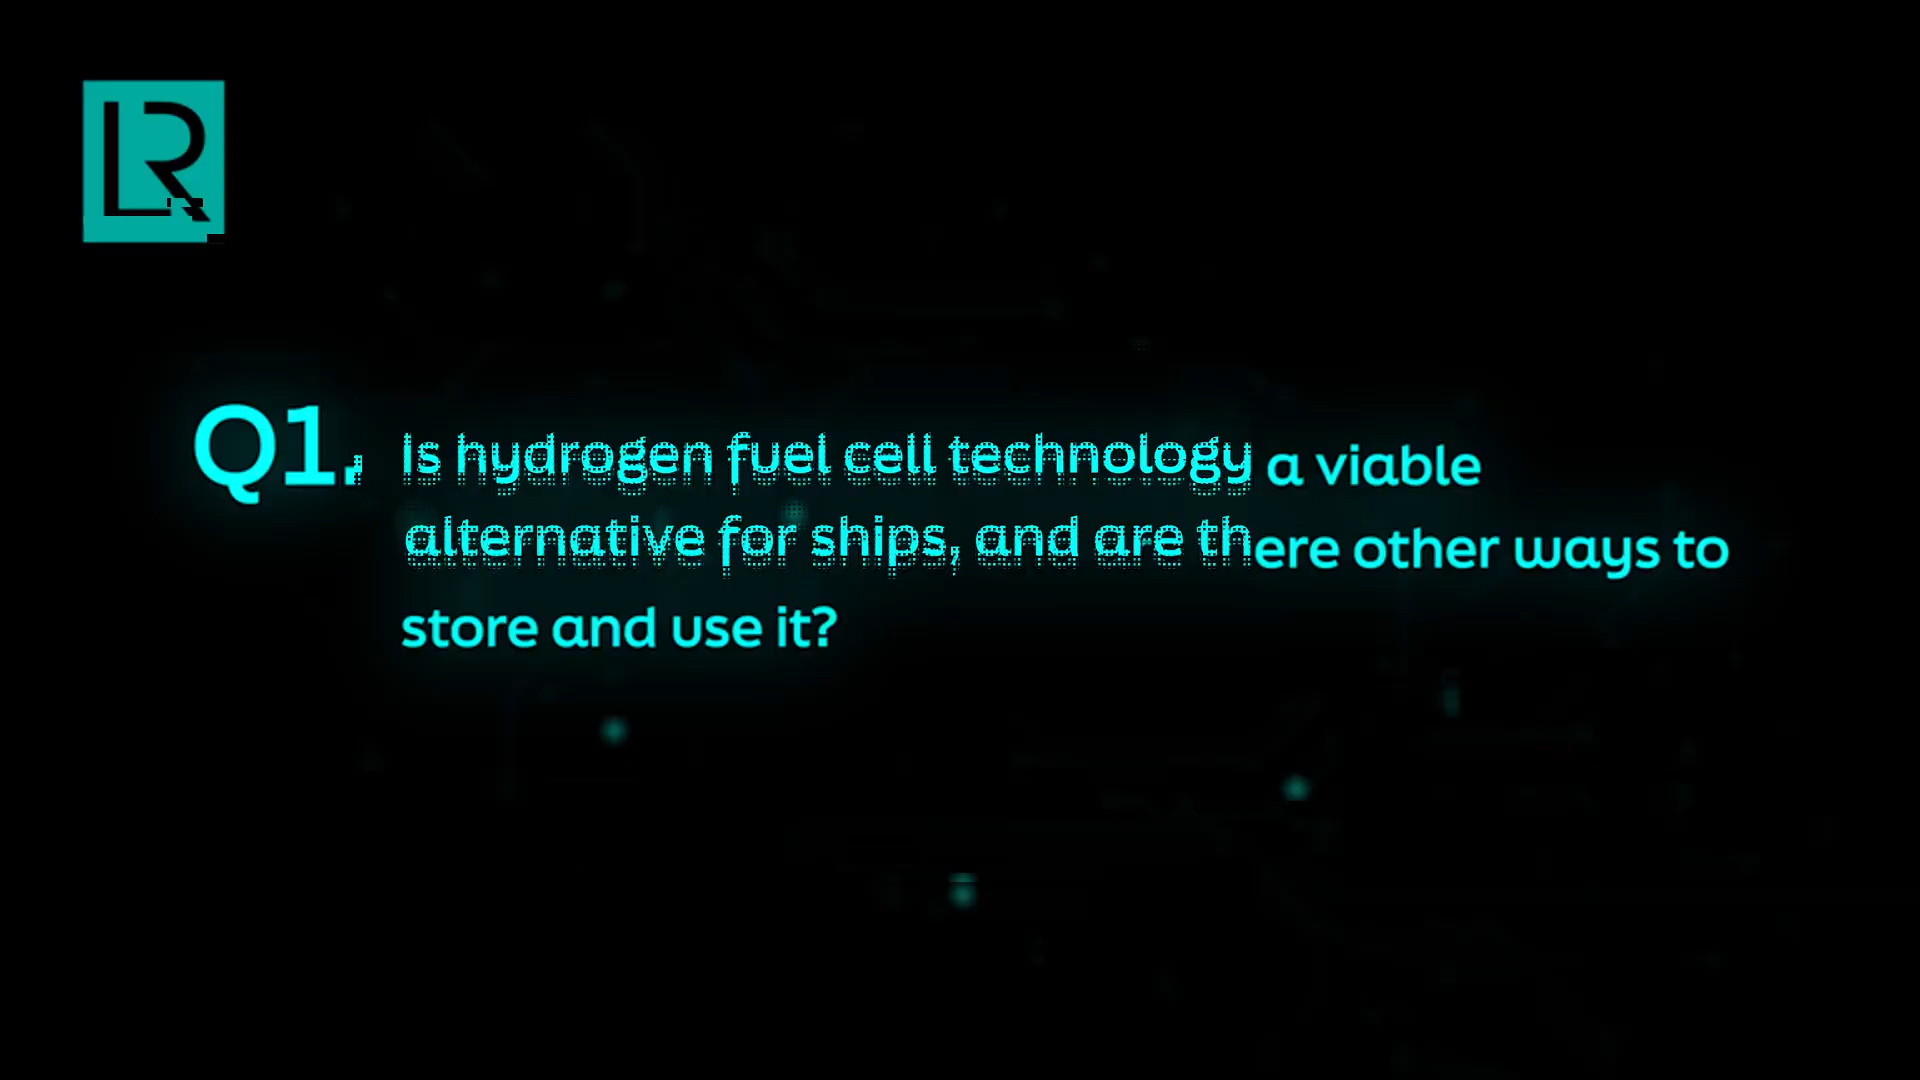 LR
Q1. Is hydrogen fuel cell technology a viable
alternative for ships, and are there other ways to
store and use it?